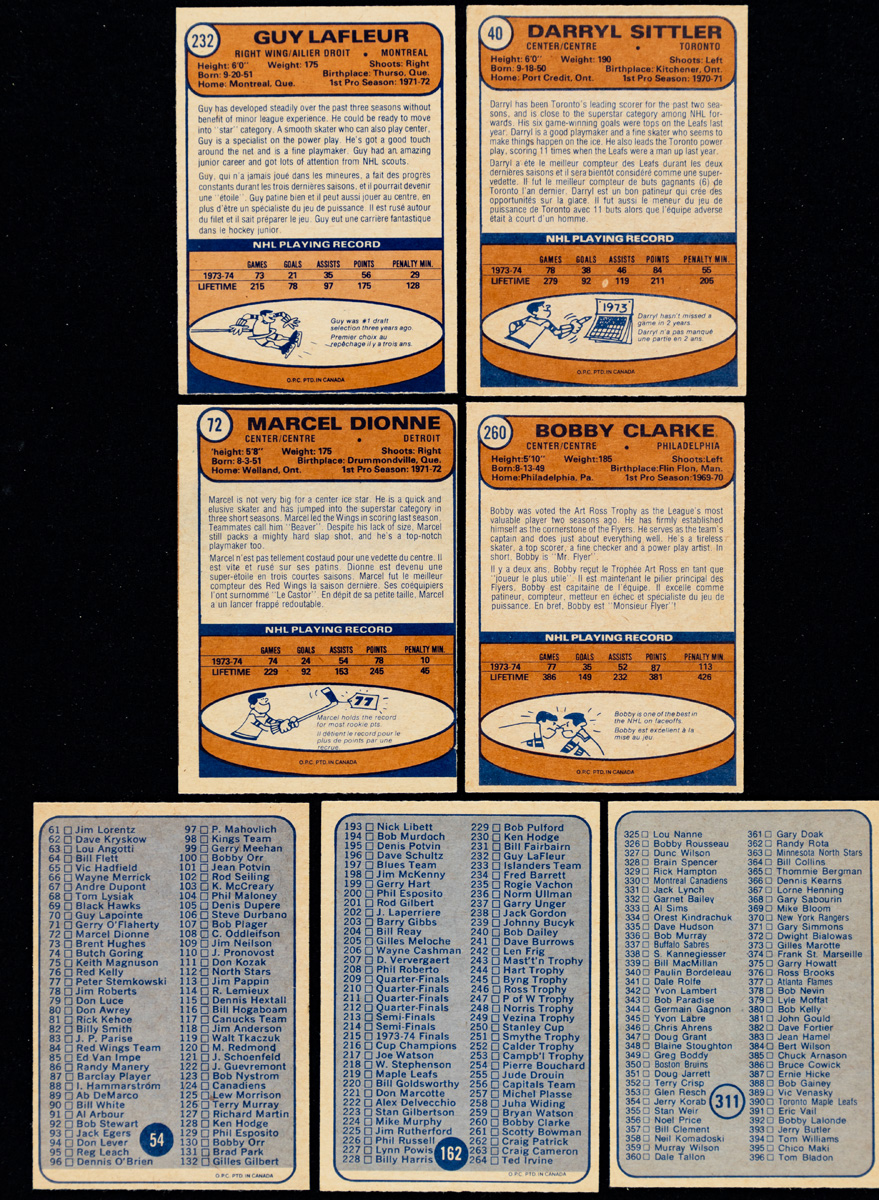 232
GUY LAFLEUR
RIGHT WING/AILIER DROIT • MONTREAL
Height: 6'0" Weight: 175 Shoots: Right
Born: 9-20-51 Birthplace: Thurso, Que.
Home: Montreal, Que. 1st Pro Season: 1971-72
Guy has developed steadily over the past three seasons without
benefit of minor league experience. He could be ready to move
into "star" category. A smooth skater who can also play center,
Guy is a specialist on the power play. He's got a good touch
around the net and is a fine playmaker. Guy had an amazing
junior career and got lots of attention from NHL scouts.
Guy, qui n'a jamais joué dans les mineures, a fait des progrès
constants durant les trois dernières saisons, et il pourrait devenir
une "étoile". Guy patine bien et il peut aussi jouer au centre, en
plus d'être un spécialiste du jeu de puissance. Il est rusé autour
du filet et il sait préparer le jeu. Guy eut une carrière fantastique
dans le hockey junior.
NHL PLAYING RECORD
GAMES GOALS ASSISTS POINTS PENALTY MIN.
1973-74 73 21 35 56 29
LIFETIME 215 78 97 175 128
Guy was #1 draft
selection three years ago.
Premier choix au
repêchage il y a trois ans.
O.P.C. PTD. IN CANADA
40
DARRYL SITTLER
CENTER/CENTRE • TORONTO
Height: 6'0" Weight: 190 Shoots: Left
Born: 9-18-50 Birthplace: Kitchener, Ont.
Home: Port Credit, Ont. 1st Pro Season: 1970-71
Darryl has been Toronto's leading scorer for the past two sea-
sons, and is close to the superstar category among NHL for-
wards. His six game-winning goals were tops on the Leafs last
year. Darryl is a good playmaker and a fine skater who seems to
make things happen on the ice. He also leads the Toronto power
play, scoring 11 times when the Leafs were a man up last year.
Darryl a été le meilleur compteur des Leafs durant les deux
dernières saisons et il sera bientôt considéré comme une super-
vedette. Il fut le meilleur compteur de buts gagnants (6) de
Toronto l'an dernier. Darryl est un bon patineur qui crée des
opportunités sur la glace. Il fut aussi le meneur du jeu de
puissance de Toronto avec 11 buts alors que l'équipe adverse
était à court d'un homme.
NHL PLAYING RECORD
GAMES GOALS ASSISTS POINTS PENALTY MIN.
1973-74 78 38 46 84 55
LIFETIME 279 92 119 211 205
1973
Darryl hasn't missed a
game in 2 years.
Darryl n'a pas manqué
une partie en 2 ans.
O.P.C. PTD. IN CANADA
72
MARCEL DIONNE
CENTER/CENTRE • DETROIT
Height: 5'8" Weight: 175 Shoots: Right
Born: 8-3-51 Birthplace: Drummondville, Que.
Home: Welland, Ont. 1st Pro Season: 1971-72
Marcel is not very big for a center ice star. He is a quick and
elusive skater and has jumped into the superstar category in
three short seasons. Marcel led the Wings in scoring last season.
Teammates call him "Beaver". Despite his lack of size, Marcel
still packs a mighty hard slap shot, and he's a top-notch
playmaker too.
Marcel n'est pas tellement costaud pour une vedette du centre. Il
est vite et rusé sur ses patins. Dionne est devenu une
super-étoile en trois courtes saisons. Marcel fut le meilleur
compteur des Red Wings la saison dernière. Ses coéquipiers
l'ont surnommé "Le Castor". En dépit de sa petite taille, Marcel
a un lancer frappé redoutable.
NHL PLAYING RECORD
GAMES GOALS ASSISTS POINTS PENALTY MIN.
1973-74 74 24 54 78 10
LIFETIME 229 92 153 245 45
77
Marcel holds the record
for most rookie pts.
Il détient le record pour le
plus de points par une
recrue.
O.P.C. PTD. IN CANADA
260
BOBBY CLARKE
CENTER/CENTRE • PHILADELPHIA
Height:5'10" Weight:185 Shoots:Left
Born:8-13-49 Birthplace:Flin Flon, Man.
Home:Philadelphia, Pa. 1st Pro Season:1969-70
Bobby was voted the Art Ross Trophy as the League's most
valuable player two seasons ago. He has firmly established
himself as the cornerstone of the Flyers. He serves as the team's
captain and does just about everything well. He's a tireless
skater, a top scorer, a fine checker and a power play artist. In
short, Bobby is "Mr. Flyer".
Il y a deux ans, Bobby reçut le Trophée Art Ross en tant que
"joueur le plus utile". Il est maintenant le pilier principal des
Flyers. Bobby est capitaine de l'équipe. Il excelle comme
patineur, compteur, metteur en échec et spécialiste du jeu de
puissance. En bref, Bobby est "Monsieur Flyer"!
NHL PLAYING RECORD
GAMES GOALS ASSISTS POINTS PENALTY MIN.
1973-74 77 35 52 87 113
LIFETIME 386 149 232 381 426
Bobby is one of the best in
the NHL on faceoffs.
Bobby est excellent à la
mise au jeu.
O.P.C. PTD. IN CANADA
61 Jim Lorentz
62 Dave Kryskow
63 Lou Angotti
64 Bill Flett
65 Vic Hadfield
66 Wayne Merrick
67 Andre Dupont
68 Tom Lysiak
69 Black Hawks
70 Guy Lapointe
71 Gerry O'Flaherty
72 Marcel Dionne
73 Brent Hughes
74 Butch Goring
75 Keith Magnuson
76 Red Kelly
77 Peter Stemkowski
78 Jim Roberts
79 Don Luce
80 Don Awrey
81 Rick Kehoe
82 Billy Smith
83 J. P. Parise
84 Red Wings Team
85 Ed Van Impe
86 Randy Manery
87 Barclay Player
88 I. Hammarström
89 Ab DeMarco
90 Bill White
91 Al Arbour
92 Bob Stewart
93 Jack Egers
94 Don Lever
95 Reg Leach
96 Dennis O'Brien
97 P. Mahovlich
98 Kings Team
99 Gerry Meehan
100 Bobby Orr
101 Jean Potvin
102 Rod Seiling
103 K. McCreary
104 Phil Maloney
105 Denis Dupere
106 Steve Durbano
107 Bob Plager
108 C. Oddleifson
109 Jim Neilson
110 J. Pronovost
111 Don Kozak
112 North Stars
113 Jim Pappin
114 R. Lemieux
115 Dennis Hextall
116 Bill Hogaboam
117 Canucks Team
118 Jim Anderson
119 Walt Tkaczuk
120 M. Redmond
121 J. Schoenfeld
122 J. Guevremont
123 Bob Nystrom
124 Canadiens
125 Lew Morrison
126 Terry Murray
127 Richard Martin
128 Ken Hodge
129 Phil Esposito
130 Bobby Orr
131 Brad Park
132 Gilles Gilbert
54
O.P.C. PTD. IN CANADA
193 Nick Libett
194 Bob Murdoch
195 Denis Potvin
196 Dave Schultz
197 Blues Team
198 Jim McKenny
199 Gerry Hart
200 Phil Esposito
201 Rod Gilbert
202 J. Laperriere
203 Barry Gibbs
204 Bill Reay
205 Gilles Meloche
206 Wayne Cashman
207 D. Ververgaert
208 Phil Roberto
209 Quarter-Finals
210 Quarter-Finals
211 Quarter-Finals
212 Quarter-Finals
213 Semi-Finals
214 Semi-Finals
215 1973-74 Finals
216 Cup Champions
217 Joe Watson
218 W. Stephenson
219 Maple Leafs
220 Bill Goldsworthy
221 Don Marcotte
222 Alex Delvecchio
223 Stan Gilbertson
224 Mike Murphy
225 Jim Rutherford
226 Phil Russell
227 Lynn Powis
228 Billy Harris
229 Bob Pulford
230 Ken Hodge
231 Bill Fairbairn
232 Guy LaFleur
233 Islanders Team
234 Fred Barrett
235 Rogie Vachon
236 Norm Ullman
237 Garry Unger
238 Jack Gordon
239 Johnny Bucyk
240 Bob Dailey
241 Dave Burrows
242 Len Frig
243 Mast't'n Trophy
244 Hart Trophy
245 Byng Trophy
246 Ross Trophy
247 P of W Trophy
248 Norris Trophy
249 Vezina Trophy
250 Stanley Cup
251 Smythe Trophy
252 Calder Trophy
253 Campb'l Trophy
254 Pierre Bouchard
255 Jude Drouin
256 Capitals Team
257 Michel Plasse
258 Juha Widing
259 Bryan Watson
260 Bobby Clarke
261 Scotty Bowman
262 Craig Patrick
263 Craig Cameron
264 Ted Irvine
162
O.P.C. PTD. IN CANADA
325 Lou Nanne
326 Bobby Rousseau
327 Dunc Wilson
328 Brain Spencer
329 Rick Hampton
330 Montreal Canadiens
331 Jack Lynch
332 Garnet Bailey
333 Al Sims
334 Orest Kindrachuk
335 Dave Hudson
336 Bob Murray
337 Buffalo Sabres
338 S. Kannegiesser
339 Bill MacMillan
340 Paulin Bordeleau
341 Dale Rolfe
342 Yvon Lambert
343 Bob Paradise
344 Germain Gagnon
345 Yvon Labre
346 Chris Ahrens
347 Doug Grant
348 Blaine Stoughton
349 Greg Boddy
350 Boston Bruins
351 Doug Jarrett
352 Terry Crisp
353 Glen Resch
354 Jerry Korab
355 Stan Weir
356 Noel Price
357 Bill Clement
358 Neil Komadoski
359 Murray Wilson
360 Dale Tallon
361 Gary Doak
362 Randy Rota
363 Minnesota North Stars
364 Bill Collins
365 Thommie Bergman
366 Dennis Kearns
367 Lorne Henning
368 Gary Sabourin
369 Mike Bloom
370 New York Rangers
371 Gary Simmons
372 Dwight Bialowas
373 Gilles Marotte
374 Frank St. Marseille
375 Garry Howatt
376 Ross Brooks
377 Atlanta Flames
378 Bob Nevin
379 Lyle Moffat
380 Bob Kelly
381 John Gould
382 Dave Fortier
383 Jean Hamel
384 Bert Wilson
385 Chuck Arnason
386 Bruce Cowick
387 Ernie Hicke
388 Bob Gainey
389 Vic Venasky
390 Toronto Maple Leafs
391 Eric Vail
392 Bobby Lalonde
393 Jerry Butler
394 Tom Williams
395 Chico Maki
396 Tom Bladon
311
O.P.C. PTD. IN CANADA